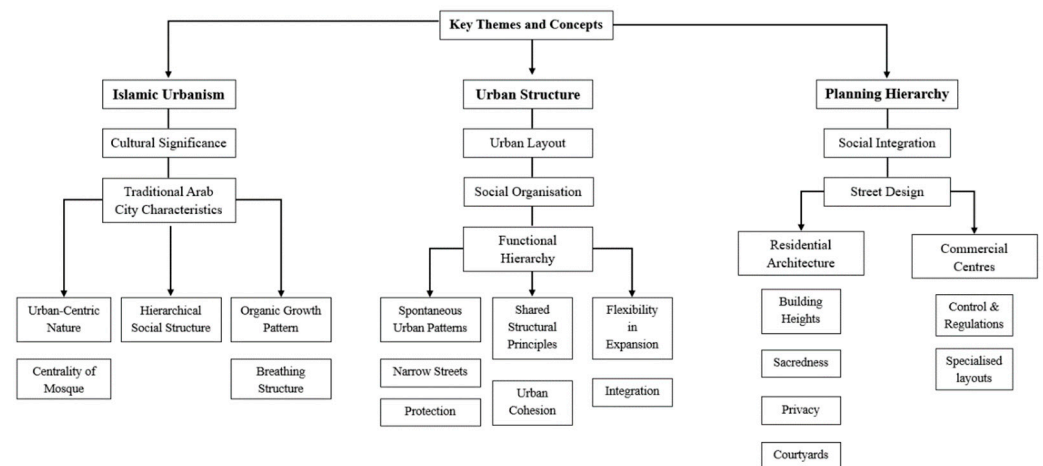 Key Themes and Concepts
Islamic Urbanism
Cultural Significance
Traditional Arab
City Characteristics
Urban-Centric
Nature
Centrality of
Mosque
Hierarchical
Social Structure
Organic Growth
Pattern
Breathing
Structure
Urban Structure
Urban Layout
Social Organisation
Functional
Hierarchy
Spontaneous
Urban Patterns
Narrow Streets
Protection
Shared
Structural
Principles
Urban
Cohesion
Flexibility
in
Expansion
Integration
Planning Hierarchy
Social Integration
Street Design
Residential
Architecture
Building
Heights
Sacredness
Privacy
Courtyards
Commercial
Centres
Control &
Regulations
Specialised
layouts